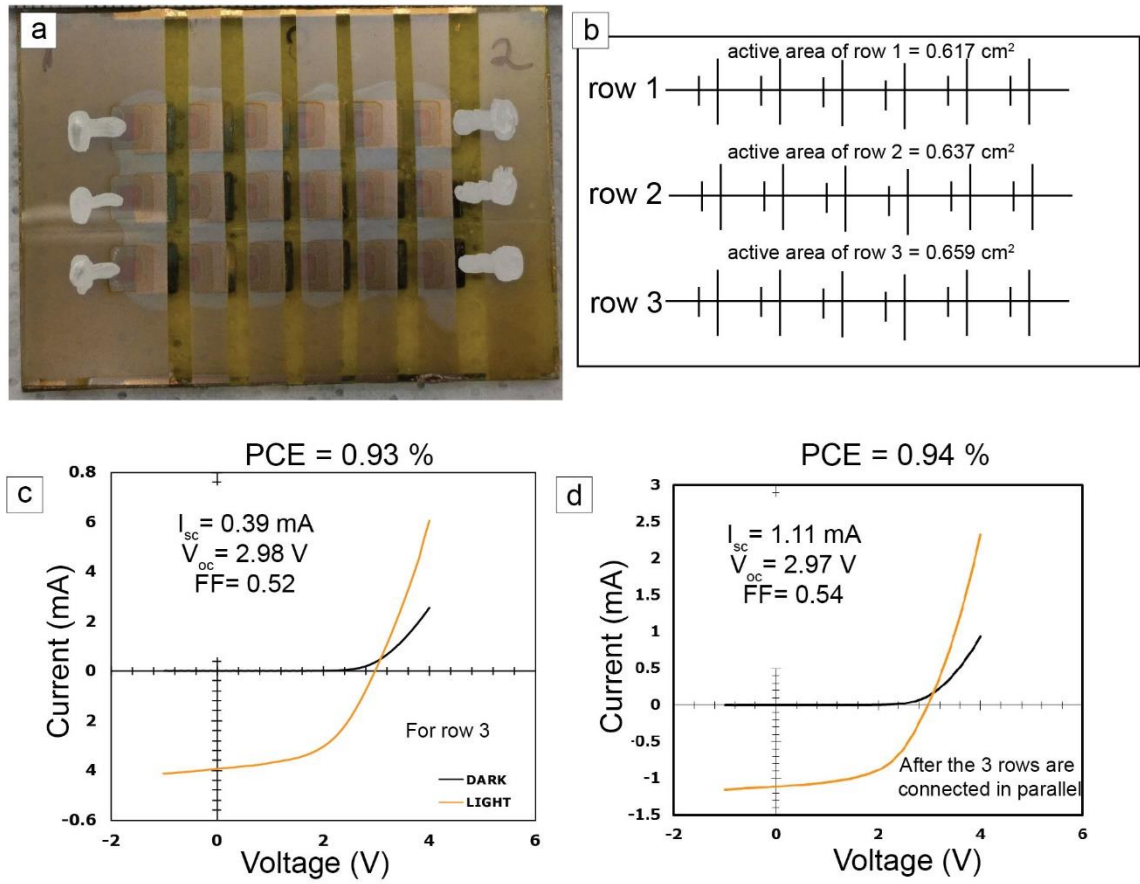 a
1
2
b
active area of row 1 = 0.617 cm²
row 1
active area of row 2 = 0.637 cm²
row 2
active area of row 3 = 0.659 cm²
row 3
c
PCE = 0.93 %
0.8
6
4
2
0
2
4
-0.6
Current (mA)
Isc= 0.39 mA
Voc= 2.98 V
FF= 0.52
For row 3
DARK
LIGHT
-2 0 2 4 6
Voltage (V)
d
PCE = 0.94 %
3
2.5
2
1.5
1
0.5
0
-0.5
-1
-1.5
Current (mA)
Isc= 1.11 mA
Voc= 2.97 V
FF= 0.54
After the 3 rows are
connected in parallel
-2 0 2 4 6
Voltage (V)